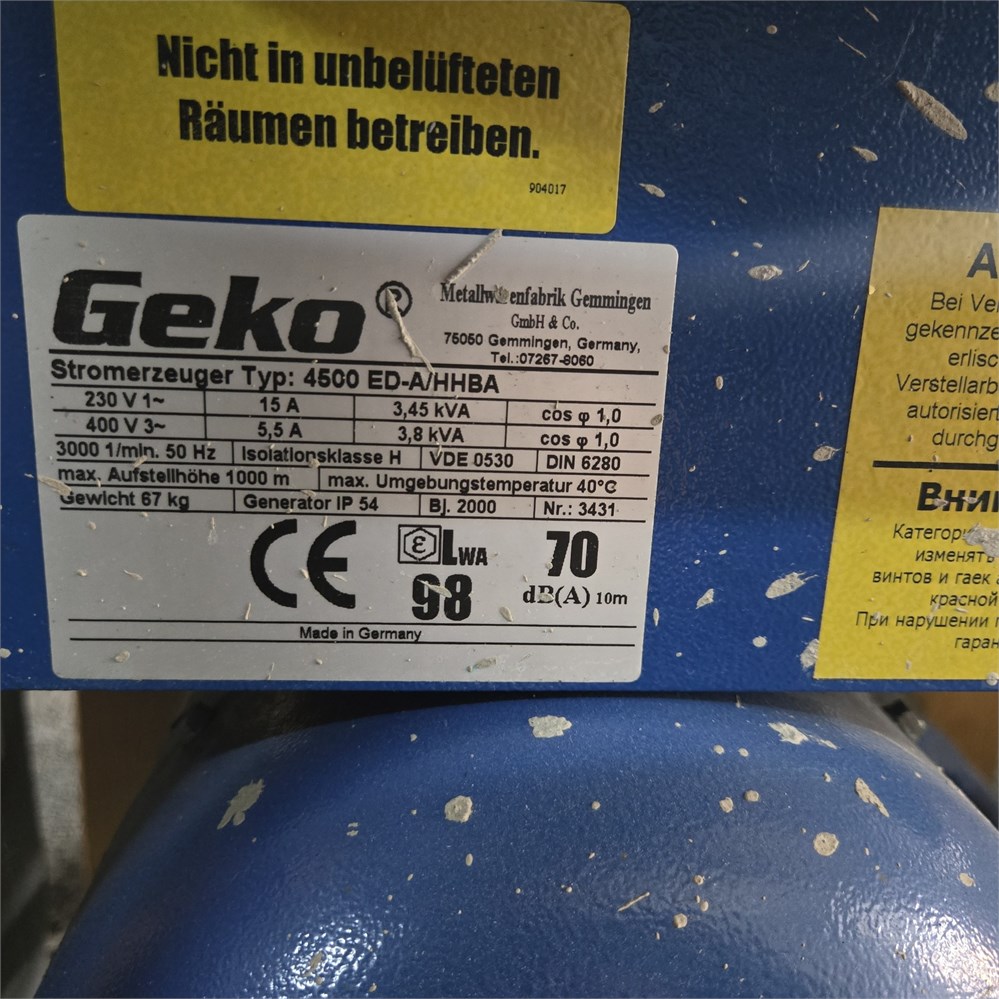 Nicht in unbelüfteten
Räumen betreiben.
904017
Geko ®
Metallwarenfabrik Gemmingen
GmbH & Co.
75050 Gemmingen, Germany,
Tel.:07267-8060
Stromerzeuger Typ: 4500 ED-A/HHBA
230 V 1~ 15 A 3,45 kVA cos φ 1,0
400 V 3~ 5,5 A 3,8 kVA cos φ 1,0
3000 1/min. 50 Hz Isolationsklasse H VDE 0530 DIN 6280
max. Aufstellhöhe 1000 m max. Umgebungstemperatur 40°C
Gewicht 67 kg Generator IP 54 Bj. 2000 Nr.: 3431
CE ε LWA 70
98 dB(A) 10m
Made in Germany
A
Bei Ve
gekennze
erlisc
Verstellarb
autorisien
durchg
Вни
Категор
изменять
винтов и гаек
красной
При нарушении
гаран